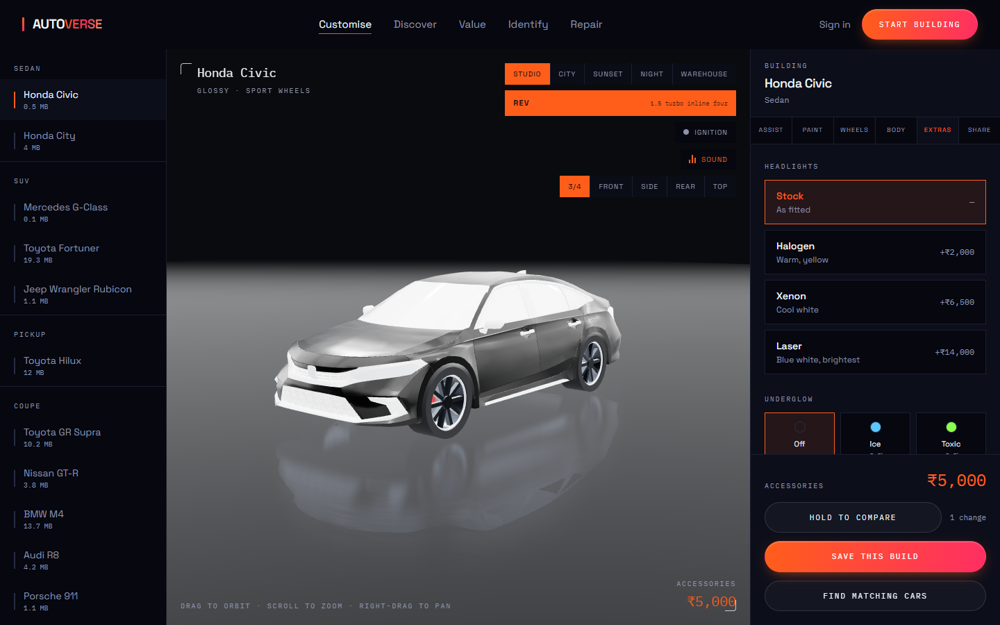 AUTOVERSE
Customise
Discover
Value
Identify
Repair
Sign in
START BUILDING
SEDAN
Honda Civic
0.5 MB
Honda City
4 MB
SUV
Mercedes G-Class
0.1 MB
Toyota Fortuner
19.3 MB
Jeep Wrangler Rubicon
1.1 MB
PICKUP
Toyota Hilux
12 MB
COUPE
Toyota GR Supra
10.2 MB
Nissan GT-R
3.8 MB
BMW M4
13.7 MB
Audi R8
4.2 MB
Porsche 911
1.1 MB
Honda Civic
GLOSSY · SPORT WHEELS
STUDIO
CITY
SUNSET
NIGHT
WAREHOUSE
REV
1.5 turbo inline four
IGNITION
SOUND
3/4
FRONT
SIDE
REAR
TOP
DRAG TO ORBIT · SCROLL TO ZOOM · RIGHT-DRAG TO PAN
ACCESSORIES
₹5,000
BUILDING
Honda Civic
Sedan
ASSIST
PAINT
WHEELS
BODY
EXTRAS
SHARE
HEADLIGHTS
Stock
As fitted
—
Halogen
Warm, yellow
+₹2,000
Xenon
Cool white
+₹6,500
Laser
Blue white, brightest
+₹14,000
UNDERGLOW
Off
Ice
Toxic
ACCESSORIES
₹5,000
HOLD TO COMPARE
1 change
SAVE THIS BUILD
FIND MATCHING CARS